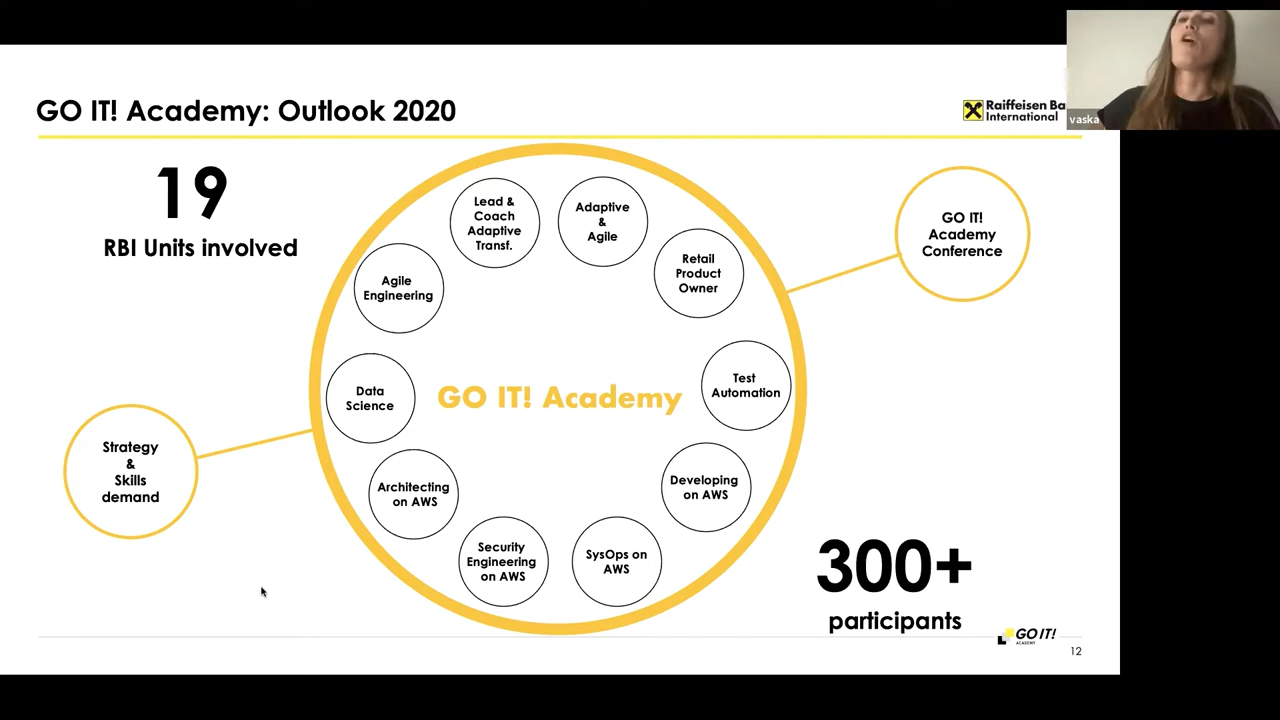 GO IT! Academy: Outlook 2020
Raiffeisen Ba
International
vaska
19
RBI Units involved
Lead &
Coach
Adaptive
Transf.
Adaptive
&
Agile
Retail
Product
Owner
Agile
Engineering
GO IT!
Academy
Conference
Data
Science
GO IT! Academy
Test
Automation
Strategy
&
Skills
demand
Architecting
on AWS
Developing
on AWS
Security
Engineering
on AWS
SysOps on
AWS
300+
participants
GO IT!
ACADEMY
12